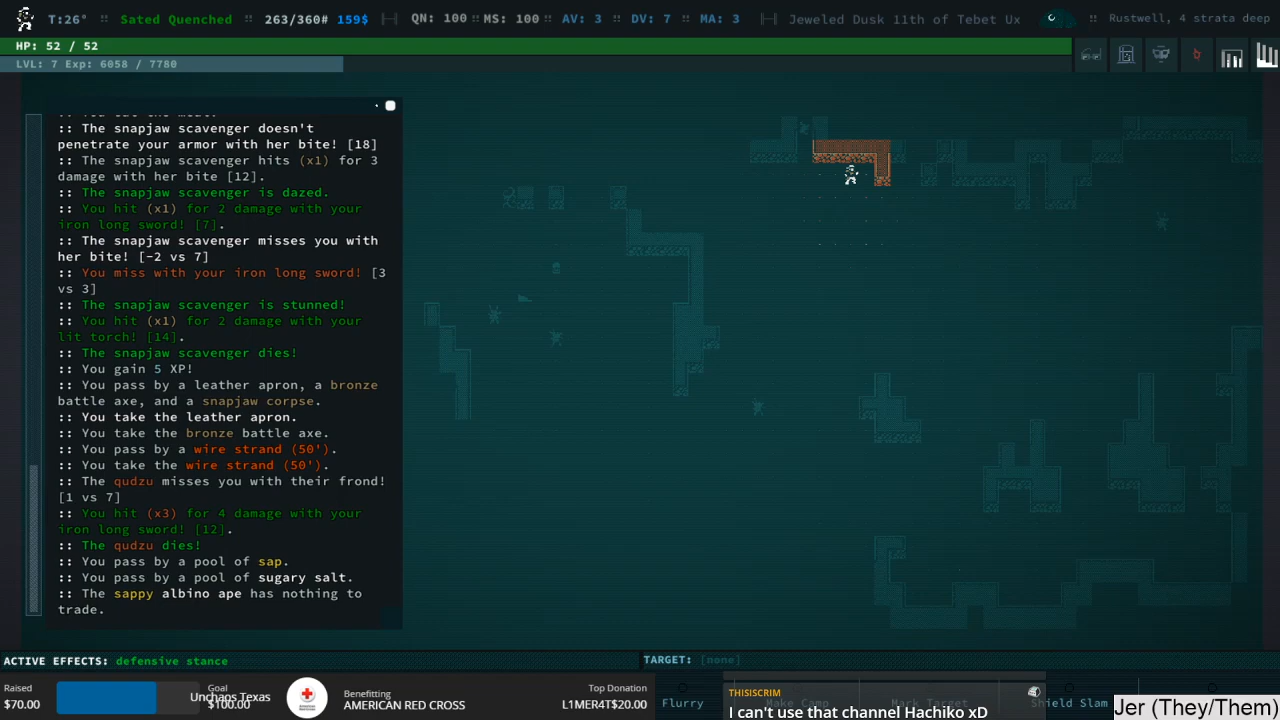 T:26° :: Sated Quenched :: 263/360# 159$ QN: 100 :: MS: 100 :: AV: 3 :: DV: 7 :: MA: 3 Jeweled Dusk 11th of Tebet Ux :: Rustwell, 4 strata deep
HP: 52 / 52
LVL: 7 Exp: 6058 / 7780
:: The snapjaw scavenger doesn't
penetrate your armor with her bite! [18]
:: The snapjaw scavenger hits (x1) for 3
damage with her bite [12].
:: The snapjaw scavenger is dazed.
:: You hit (x1) for 2 damage with your
iron long sword! [7].
:: The snapjaw scavenger misses you with
her bite! [-2 vs 7]
:: You miss with your iron long sword! [3
vs 3]
:: The snapjaw scavenger is stunned!
:: You hit (x1) for 2 damage with your
lit torch! [14].
:: The snapjaw scavenger dies!
:: You gain 5 XP!
:: You pass by a leather apron, a bronze
battle axe, and a snapjaw corpse.
:: You take the leather apron.
:: You take the bronze battle axe.
:: You pass by a wire strand (50').
:: You take the wire strand (50').
:: The qudzu misses you with their frond!
[1 vs 7]
:: You hit (x3) for 4 damage with your
iron long sword! [12].
:: The qudzu dies!
:: You pass by a pool of sap.
:: You pass by a pool of sugary salt.
:: The sappy albino ape has nothing to
trade.
ACTIVE EFFECTS: defensive stance
TARGET: [none]
Raised
$70.00
Goal
$100.00
Unchaos Texas
Benefitting
AMERICAN RED CROSS
Top Donation
L1MER4T$20.00
Flurry
Make Camp
Mark Target
Shield Slam
THISISCRIM
I can't use that channel Hachiko xD
Jer (They/Them)